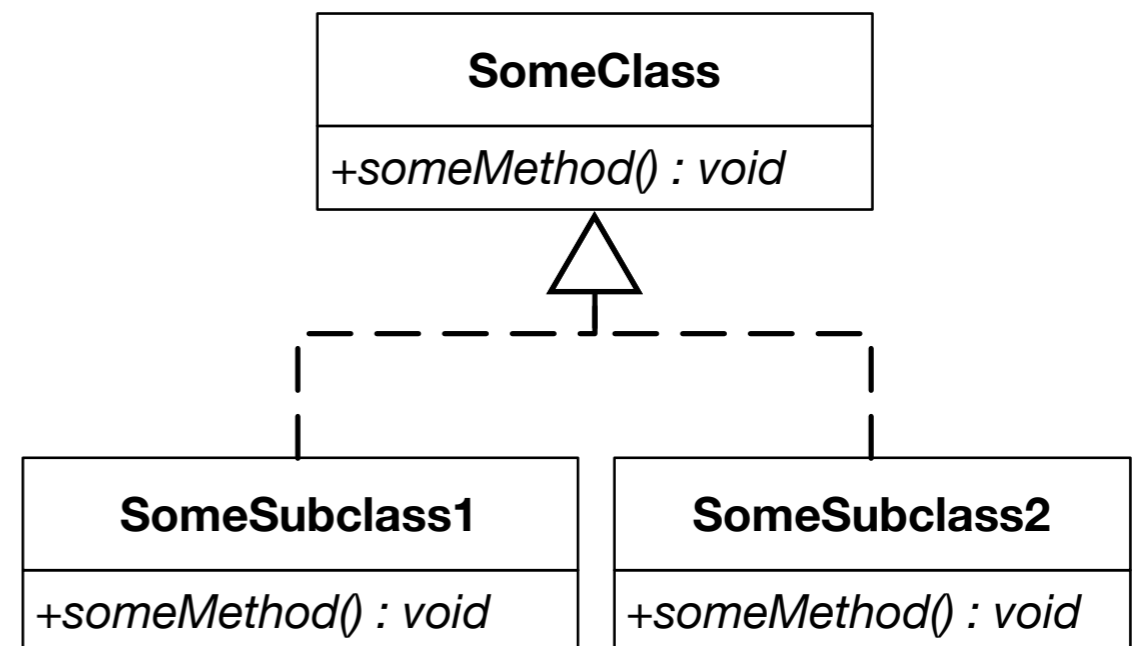 SomeClass
+someMethod() : void
SomeSubclass1
+someMethod() : void
SomeSubclass2
+someMethod() : void